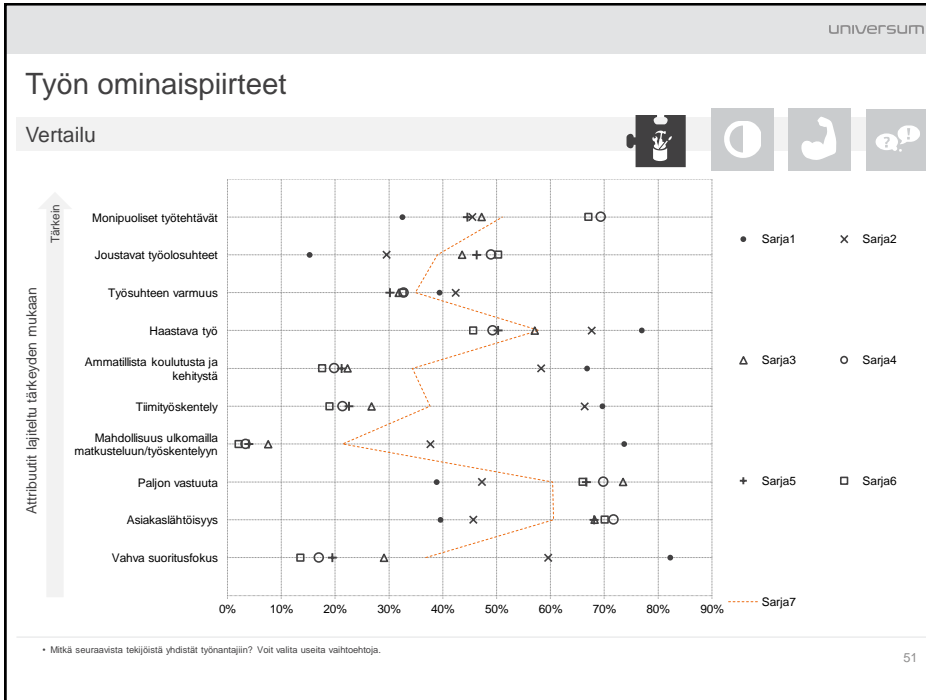 universum
Työn ominaispiirteet
Vertailu
? !
Attribuutit lajiteltu tärkeyden mukaan
Tärkein
Monipuoliset työtehtävät
Joustavat työolosuhteet
Työsuhteen varmuus
Haastava työ
Ammatillista koulutusta ja
kehitystä
Tiimityöskentely
Mahdollisuus ulkomailla
matkusteluun/työskentelyyn
Paljon vastuuta
Asiakaslähtöisyys
Vahva suoritusfokus
0% 10% 20% 30% 40% 50% 60% 70% 80% 90%
Sarja1 Sarja2
Sarja3 Sarja4
Sarja5 Sarja6
Sarja7
• Mitkä seuraavista tekijöistä yhdistät työnantajiin? Voit valita useita vaihtoehtoja.
51